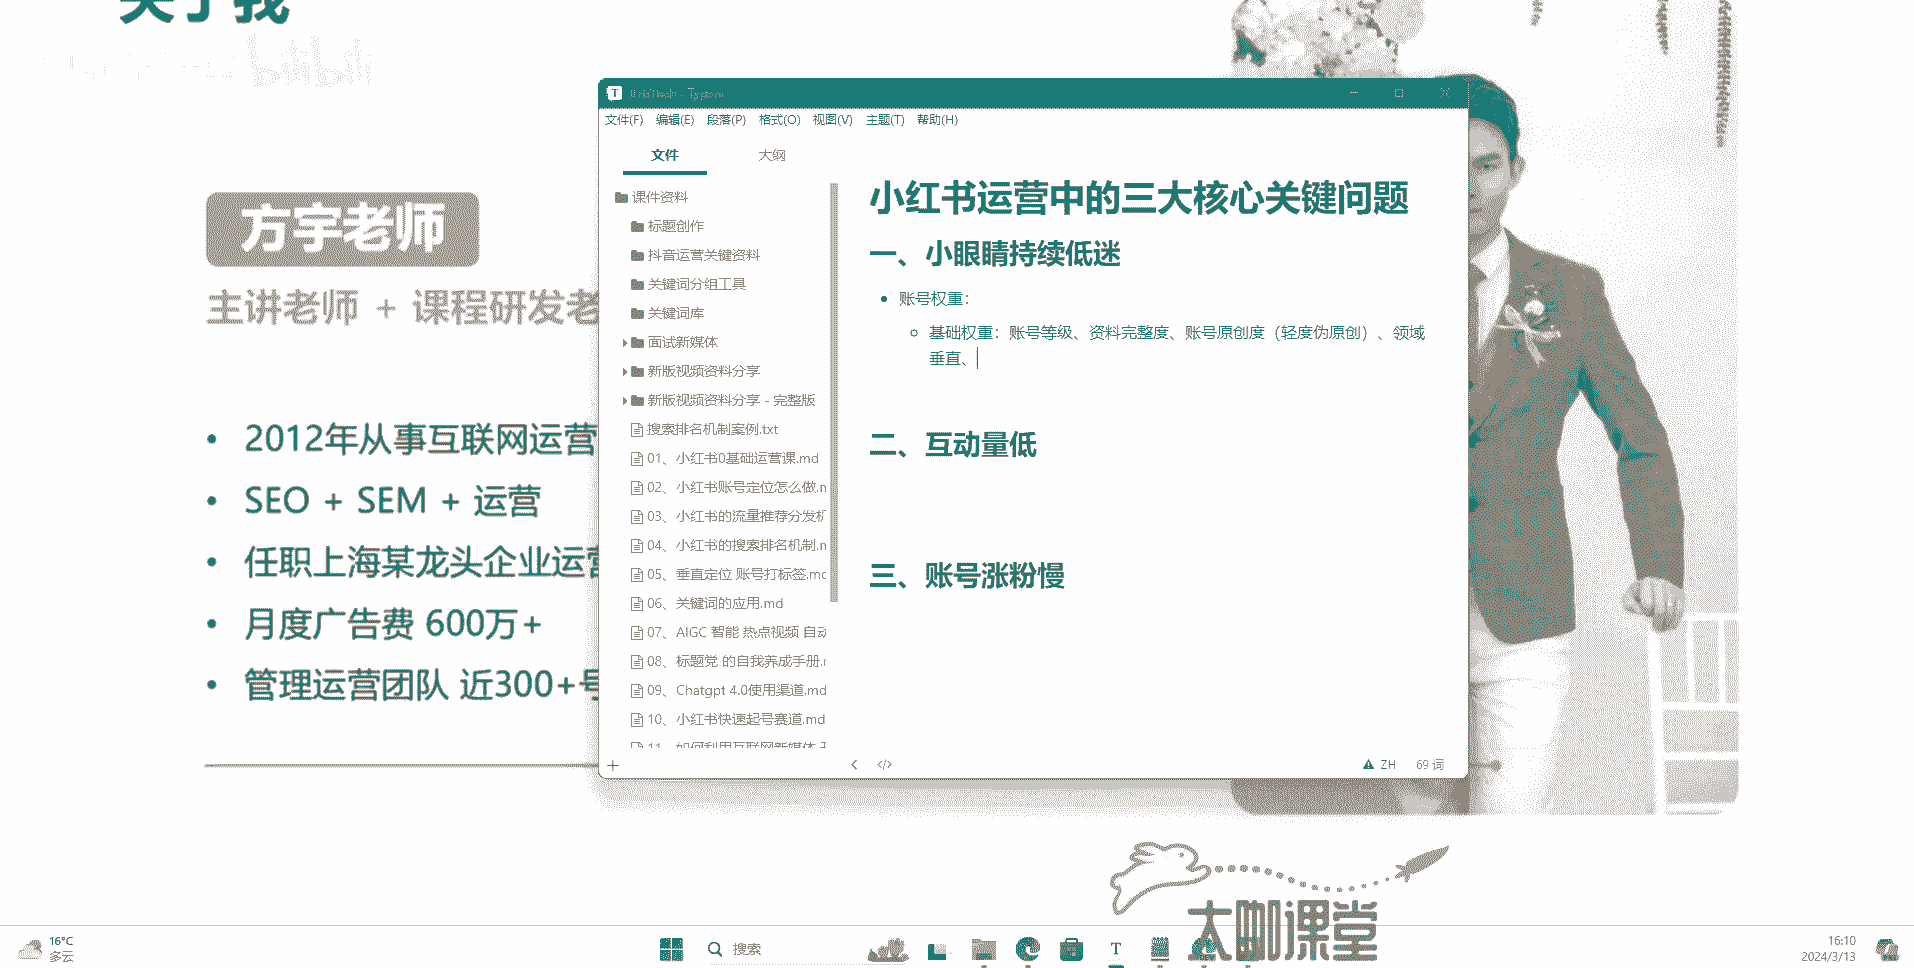 关于我
bilibili
方宇老师
主讲老师 + 课程研发老
• 2012年从事互联网运营
• SEO + SEM + 运营
• 任职上海某龙头企业运营
• 月度广告费 600万+
• 管理运营团队 近300+号
文件(F) 编辑(E) 段落(P) 格式(O) 视图(V) 主题(T) 帮助(H)
文件 大纲
课件资料
标题创作
抖音运营关键资料
关键词分组工具
关键词库
面试新媒体
新版视频资料分享
新版视频资料分享 - 完整版
搜索排名机制案例.txt
01、小红书0基础运营课.md
02、小红书账号定位怎么做.m
03、小红书的流量推荐分发机
04、小红书的搜索排名机制.m
05、垂直定位 账号打标签.md
06、关键词的应用.md
07、AIGC 智能 热点视频 自动
08、标题党 的自我养成手册.m
09、Chatgpt 4.0使用渠道.md
10、小红书快速起号赛道.md
11、如何利用互联网新媒体
小红书运营中的三大核心关键问题
一、小眼睛持续低迷
• 账号权重：
基础权重：账号等级、资料完整度、账号原创度（轻度伪原创）、领域
垂直、
二、互动量低
三、账号涨粉慢
ZH 69 词
太咖课堂
16°C
多云
搜索
16:10
2024/3/13